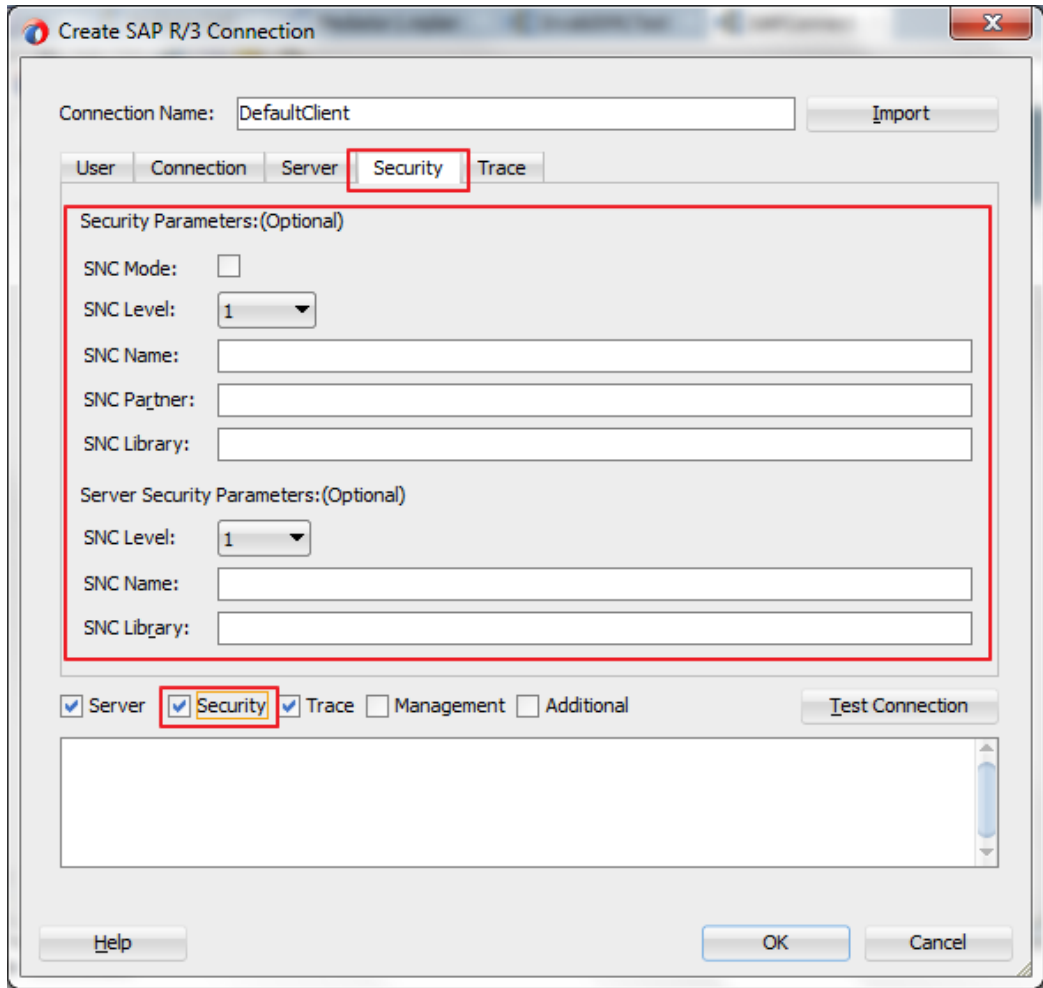 Create SAP R/3 Connection
Connection Name: DefaultClient Import
User Connection Server Security Trace
Security Parameters:(Optional)
SNC Mode:
SNC Level: 1
SNC Name:
SNC Partner:
SNC Library:
Server Security Parameters:(Optional)
SNC Level: 1
SNC Name:
SNC Library:
Server Security Trace Management Additional Test Connection
Help OK Cancel